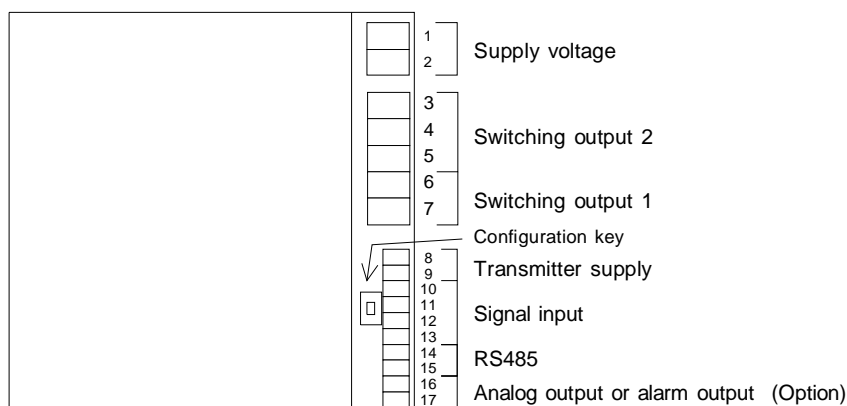 1
2
Supply voltage
3
4
5
Switching output 2
6
7
Switching output 1
Configuration key
8
9
Transmitter supply
10
11
12
13
Signal input
14
15
RS485
16
17
Analog output or alarm output (Option)